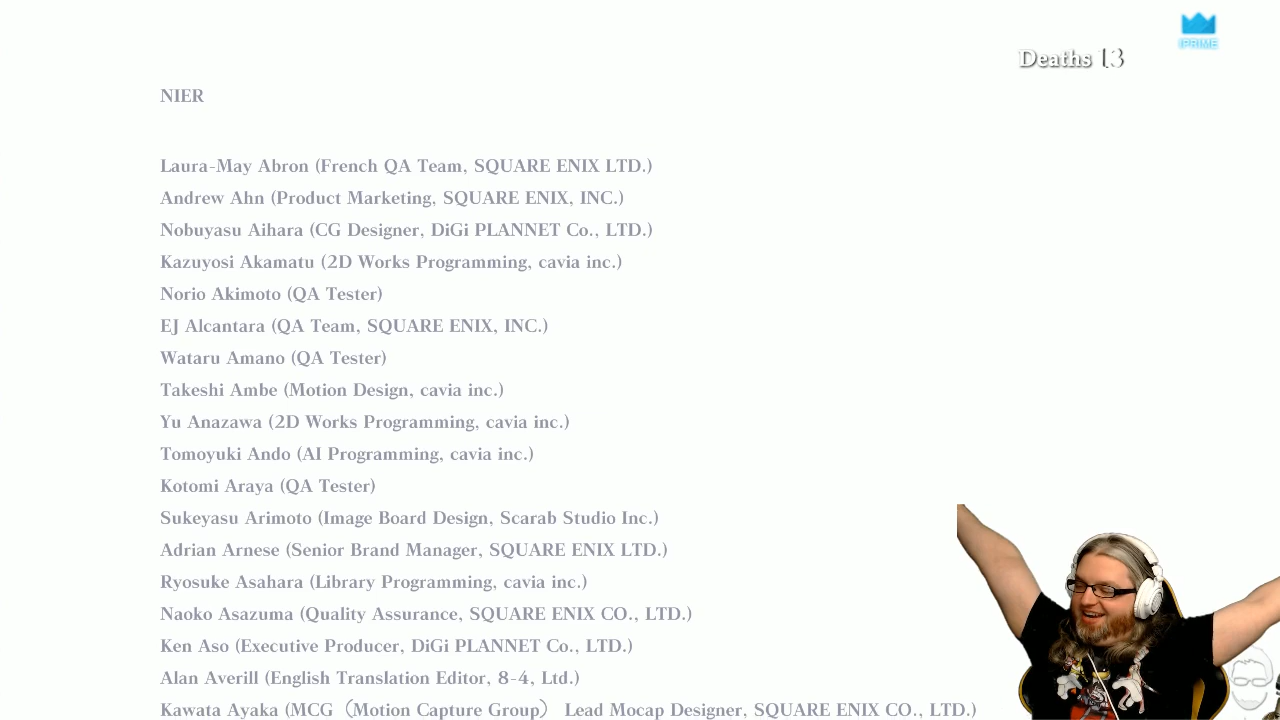 IPRIME
Deaths 13
NIER
Laura-May Abron (French QA Team, SQUARE ENIX LTD.)
Andrew Ahn (Product Marketing, SQUARE ENIX, INC.)
Nobuyasu Aihara (CG Designer, DiGi PLANNET Co., LTD.)
Kazuyosi Akamatu (2D Works Programming, cavia inc.)
Norio Akimoto (QA Tester)
EJ Alcantara (QA Team, SQUARE ENIX, INC.)
Wataru Amano (QA Tester)
Takeshi Ambe (Motion Design, cavia inc.)
Yu Anazawa (2D Works Programming, cavia inc.)
Tomoyuki Ando (AI Programming, cavia inc.)
Kotomi Araya (QA Tester)
Sukeyasu Arimoto (Image Board Design, Scarab Studio Inc.)
Adrian Arnese (Senior Brand Manager, SQUARE ENIX LTD.)
Ryosuke Asahara (Library Programming, cavia inc.)
Naoko Asazuma (Quality Assurance, SQUARE ENIX CO., LTD.)
Ken Aso (Executive Producer, DiGi PLANNET Co., LTD.)
Alan Averill (English Translation Editor, 8-4, Ltd.)
Kawata Ayaka (MCG（Motion Capture Group） Lead Mocap Designer, SQUARE ENIX CO., LTD.)